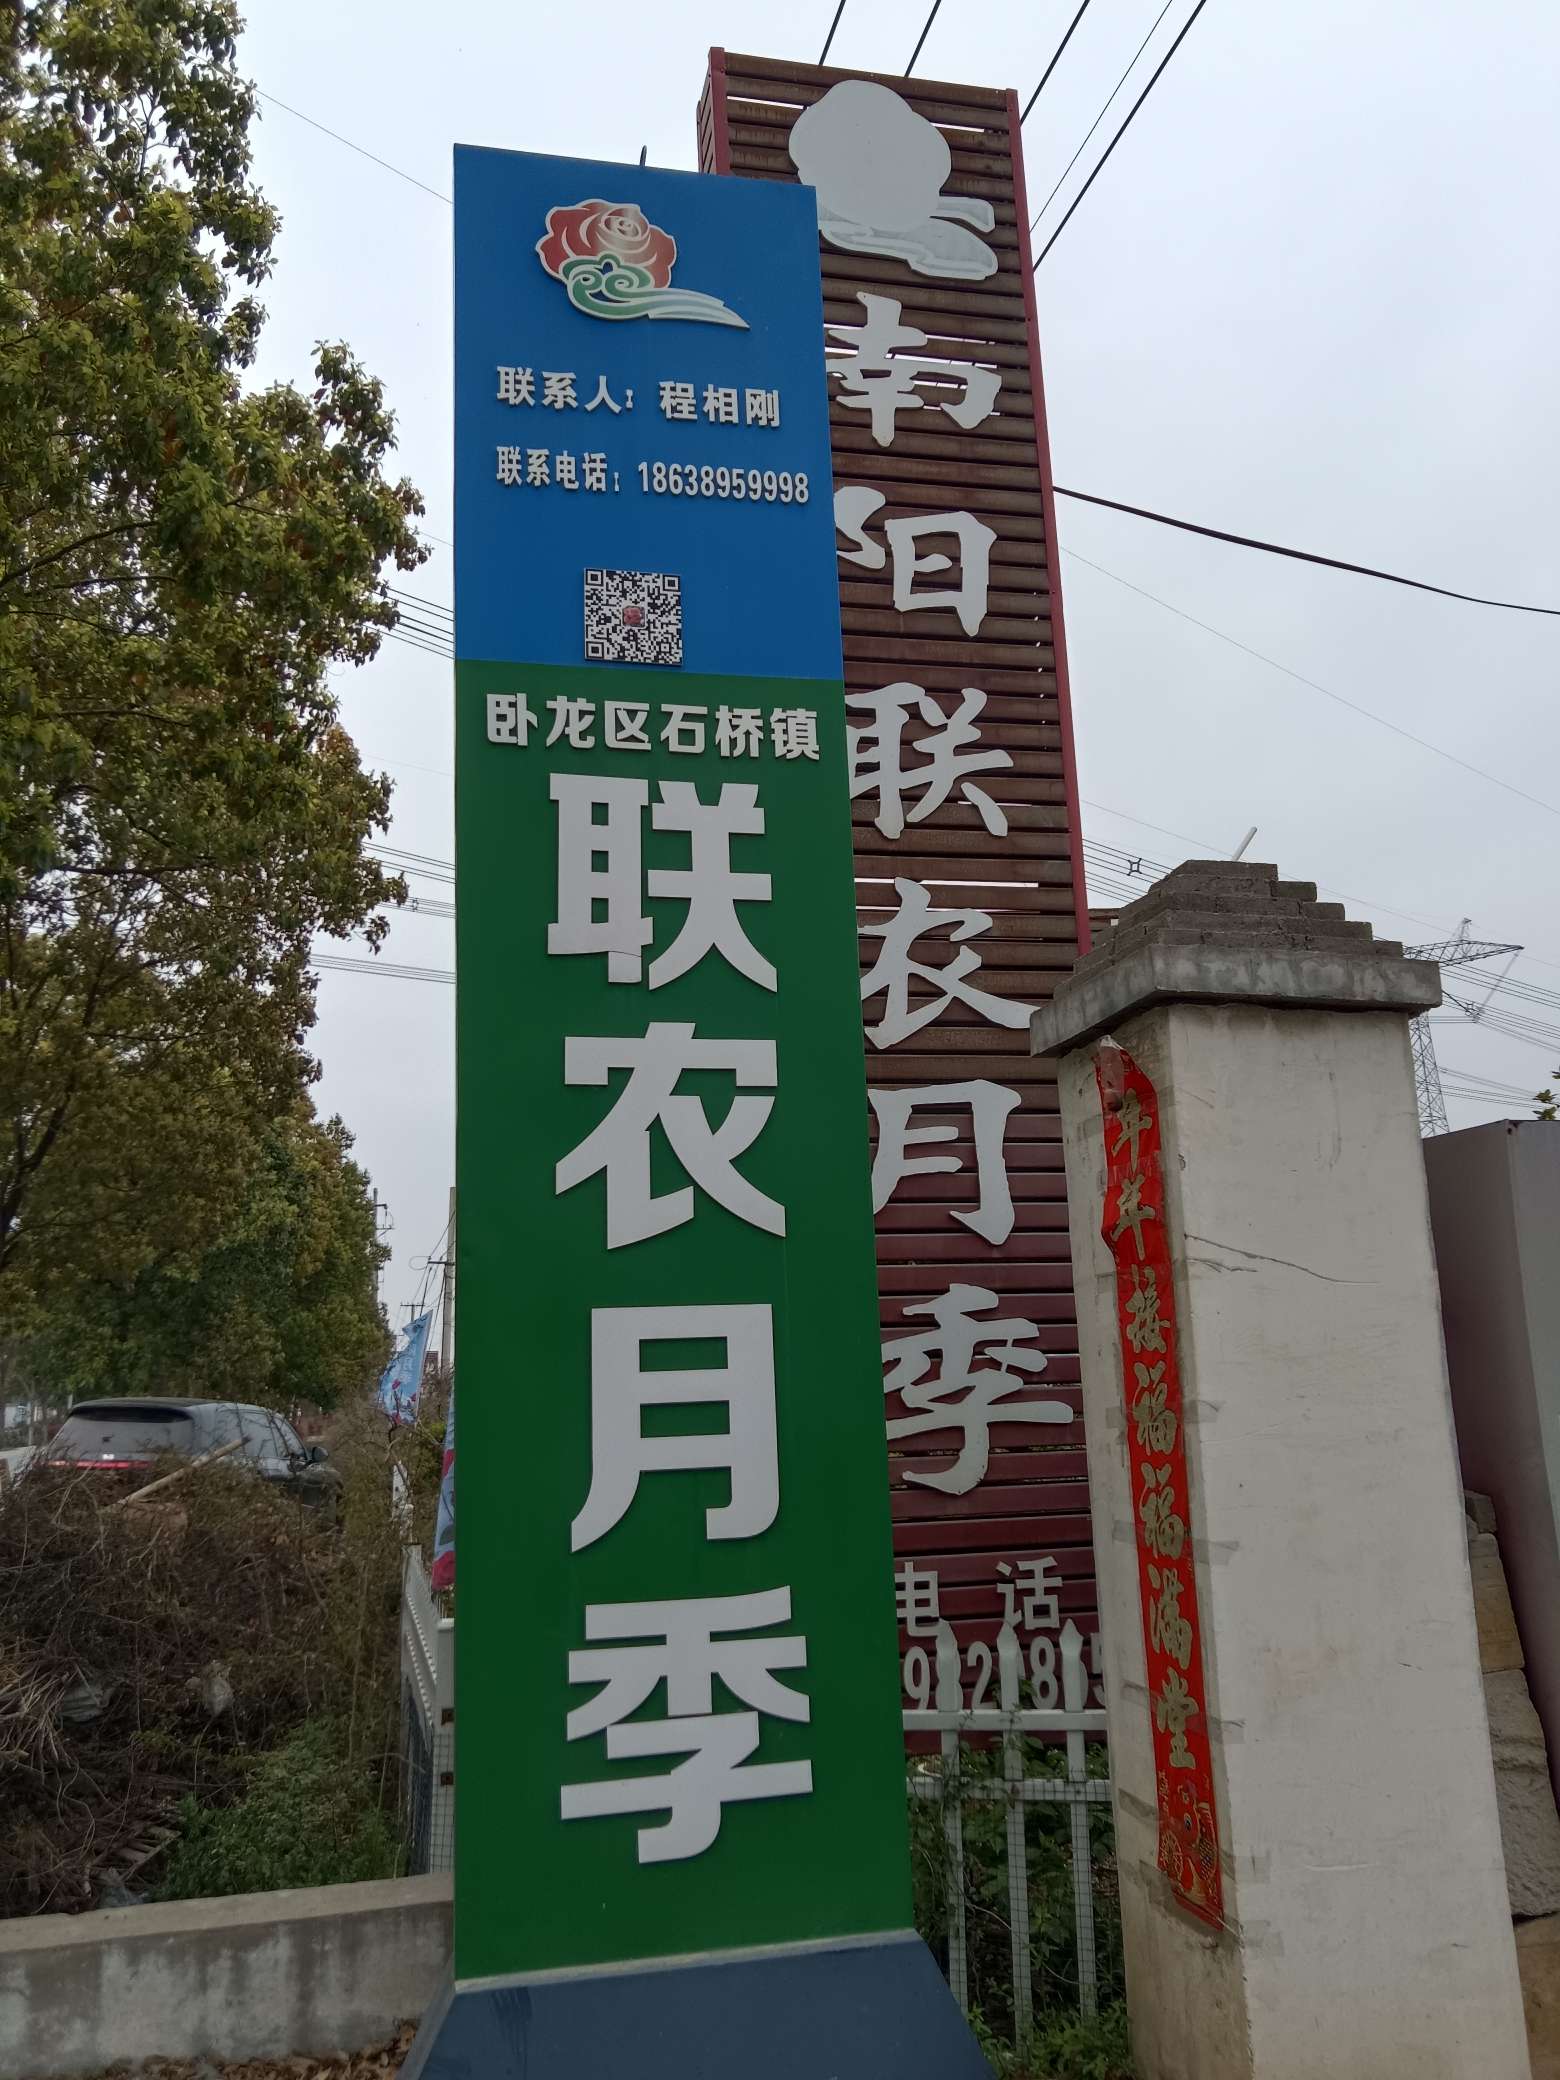 联系人：程相刚
联系电话：18638959998
卧龙区石桥镇
联农月季
南阳联农月季
电话
年年接福福满堂